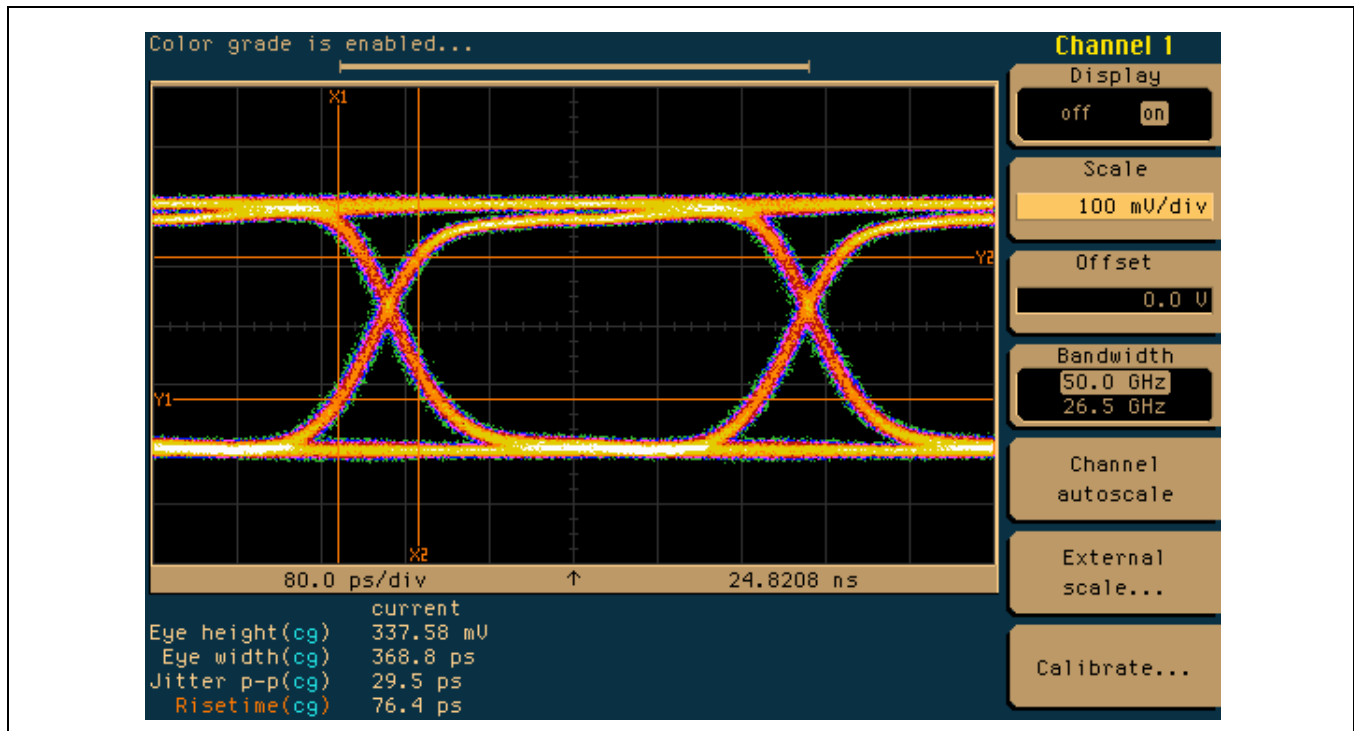 Color grade is enabled...
Channel 1
Display
off on
Scale
100 mV/div
Offset
0.0 V
Bandwidth
50.0 GHz
26.5 GHz
Channel
autoscale
External
scale...
Calibrate...
X1
Y2
Y1
X2
80.0 ps/div ↑ 24.8208 ns
current
Eye height(cg) 337.58 mV
Eye width(cg) 368.8 ps
Jitter p-p(cg) 29.5 ps
Risetime(cg) 76.4 ps